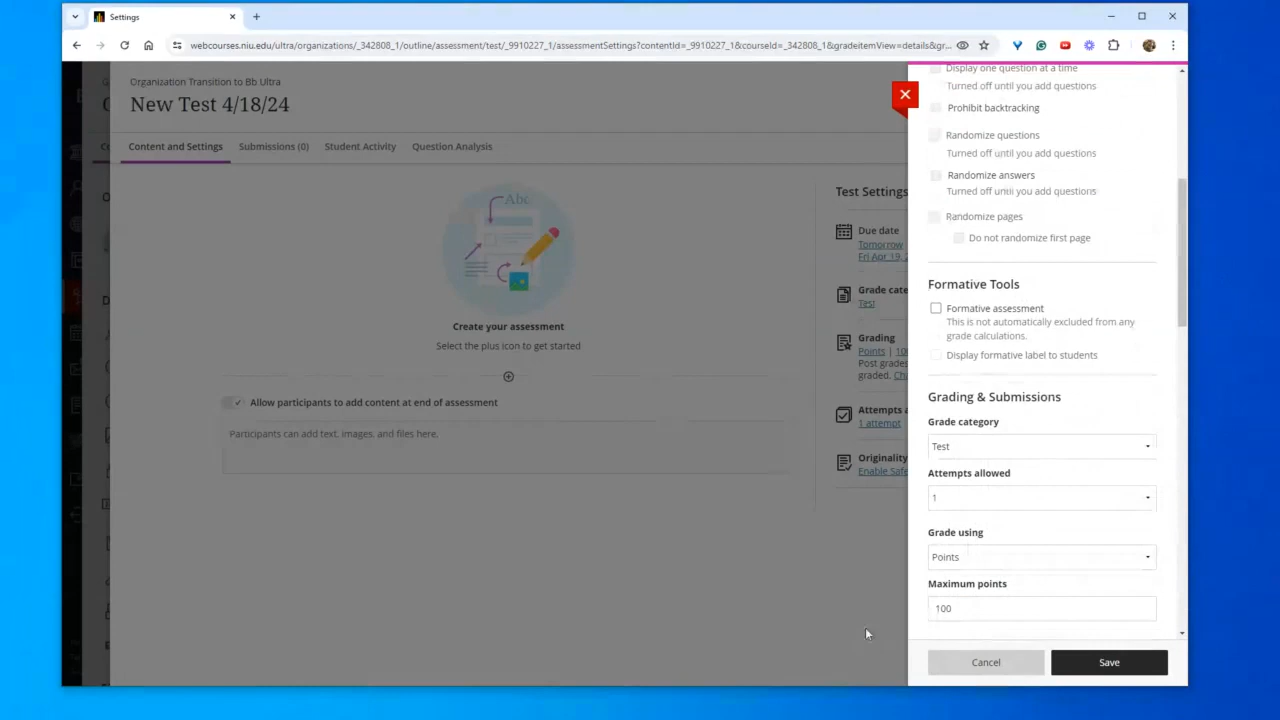 Settings
webcourses.niu.edu/ultra/organizations/_342808_1/outline/assessment/test/_9910227_1/assessmentSettings?contentId=_9910227_1&courseId=_342808_1&gradeitemView=details&gr...
Organization Transition to Bb Ultra
New Test 4/18/24
Content and Settings
Submissions (0)
Student Activity
Question Analysis
Abc
Create your assessment
Select the plus icon to get started
Allow participants to add content at end of assessment
Participants can add text, images, and files here.
Test Settings
Due date
Tomorrow
Fri Apr 19, 2
Grade cate
Test
Grading
Points | 10
Post grades
graded. Ch
Attempts a
1 attempt
Originality
Enable Safe
Display one question at a time
Turned off until you add questions
Prohibit backtracking
Randomize questions
Turned off until you add questions
Randomize answers
Turned off until you add questions
Randomize pages
Do not randomize first page
Formative Tools
Formative assessment
This is not automatically excluded from any
grade calculations.
Display formative label to students
Grading & Submissions
Grade category
Test
Attempts allowed
1
Grade using
Points
Maximum points
100
Cancel
Save